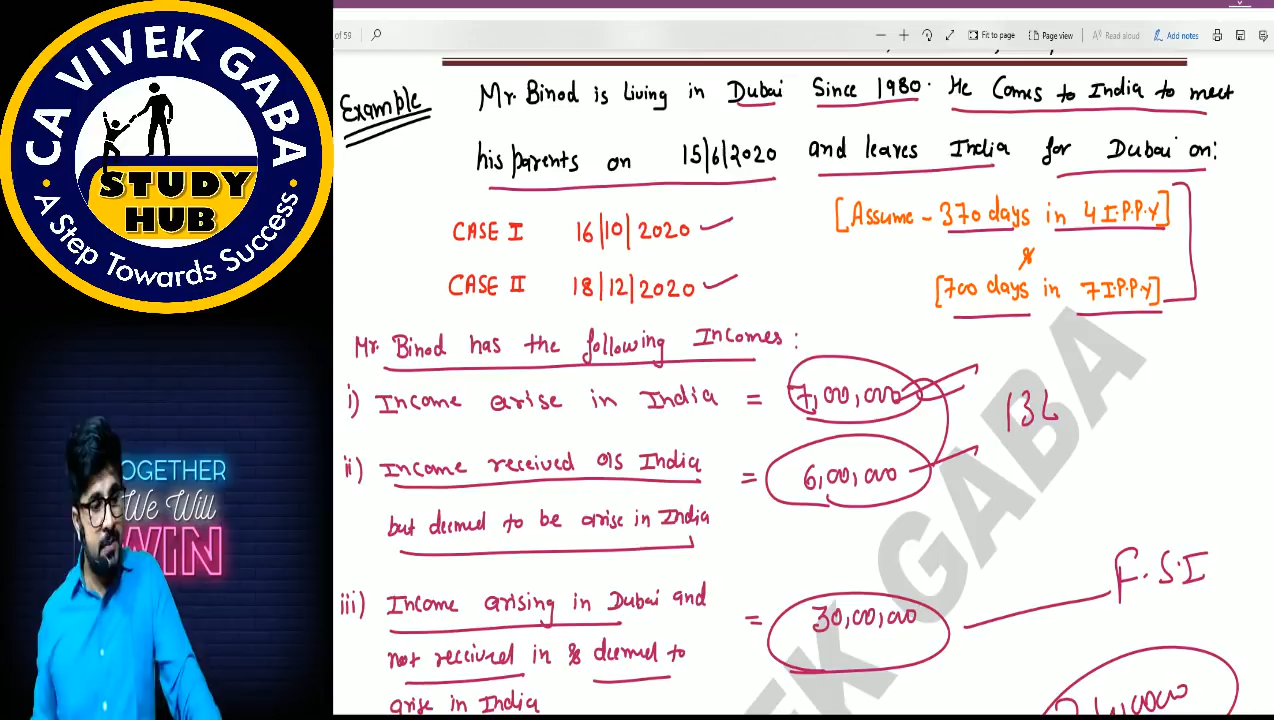 CA VIVEK GABA
STUDY
HUB
A Step Towards Success
of 59
Fit to page
Page view
Read aloud
Add notes
Example
Mr. Binod is living in Dubai Since 1980. He Comes to India to meet
his parents on 15/6/2020 and leaves India for Dubai on:
CASE I 16/10/2020
[Assume - 370 days in 4 I.P.P.Y]
&
CASE II 18/12/2020
[700 days in 7 I.P.P.Y]
Mr. Binod has the following Incomes:
i) Income arise in India = 7,00,000
13L
ii) Income received o/s India = 6,00,000
but deemed to be arise in India
F.S.I
iii) Income arising in Dubai and = 30,00,000
not received in & deemed to
arise in India
TOGETHER
We Will
WIN
VIVEK GABA